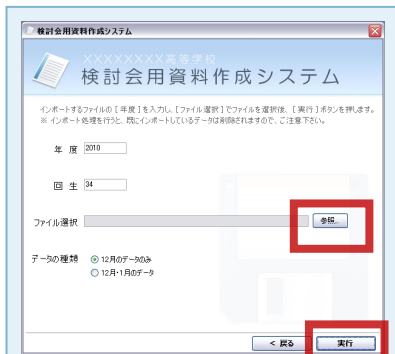 検討会用資料作成システム
XXXXXXXX高等学校
検討会用資料作成システム
インポートするファイルの [ 年度 ] を入力し、[ ファイル選択 ] でファイルを選択後、[ 実行 ] ボタンを押します。
※ インポート処理を行うと、既にインポートしているデータは削除されますので、ご注意下さい。
年 度 2010
回 生 34
ファイル選択 参照...
データの種類 12月のデータのみ
12月・1月のデータ
< 戻る 実行